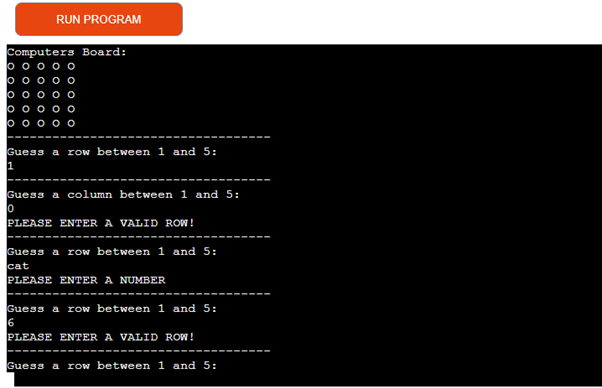 RUN PROGRAM
Computers Board:
O O O O O
O O O O O
O O O O O
O O O O O
O O O O O
-----------------------------------
Guess a row between 1 and 5:
1
-----------------------------------
Guess a column between 1 and 5:
0
PLEASE ENTER A VALID ROW!
-----------------------------------
Guess a row between 1 and 5:
cat
PLEASE ENTER A NUMBER
-----------------------------------
Guess a row between 1 and 5:
6
PLEASE ENTER A VALID ROW!
-----------------------------------
Guess a row between 1 and 5: